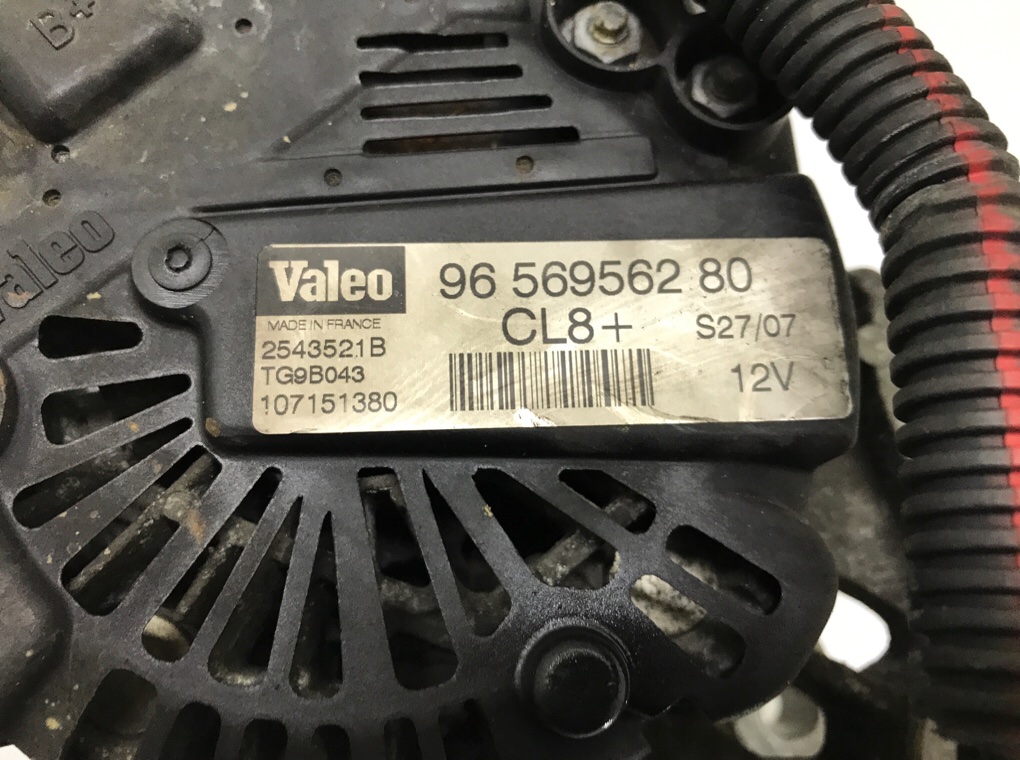 B+
Valeo
Valeo
96 569562 80
MADE IN FRANCE
CL8+
S27/07
2543521B
TG9B043
12V
107151380